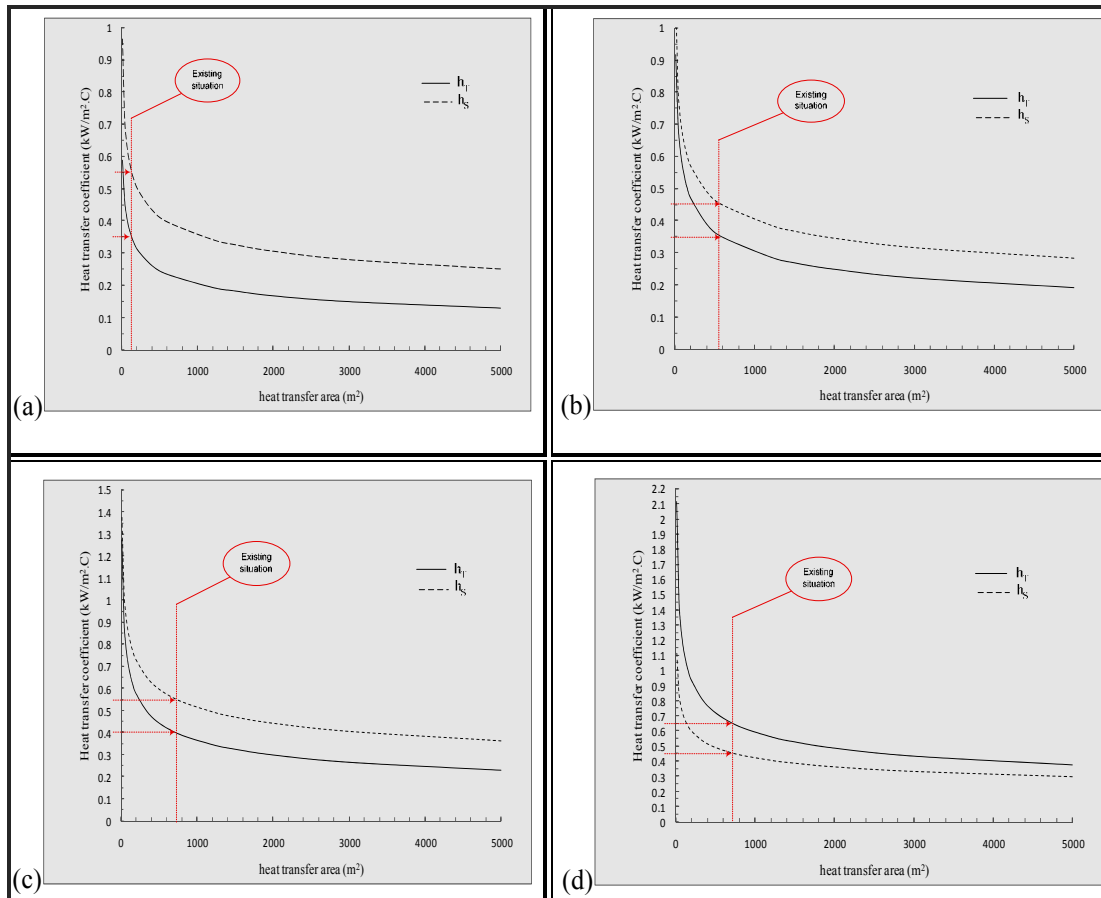 1
0.9
0.8
0.7
0.6
0.5
0.4
0.3
0.2
0.1
0
Heat transfer coefficient (kW/m².C)
Existing
situation
h_T
h_S
0 1000 2000 3000 4000 5000
heat transfer area (m²)
(a)
1
0.9
0.8
0.7
0.6
0.5
0.4
0.3
0.2
0.1
0
Heat transfer coefficient (kW/m².C)
Existing
situation
h_T
h_S
0 1000 2000 3000 4000 5000
heat transfer area (m²)
(b)
1.5
1.4
1.3
1.2
1.1
1
0.9
0.8
0.7
0.6
0.5
0.4
0.3
0.2
0.1
0
Heat transfer coefficient (kW/m².C)
Existing
situation
h_T
h_S
0 1000 2000 3000 4000 5000
heat transfer area (m²)
(c)
2.2
2.1
2
1.9
1.8
1.7
1.6
1.5
1.4
1.3
1.2
1.1
1
0.9
0.8
0.7
0.6
0.5
0.4
0.3
0.2
0.1
0
Heat transfer coefficient (kW/m².C)
Existing
situation
h_T
h_S
0 1000 2000 3000 4000 5000
heat transfer area (m²)
(d)